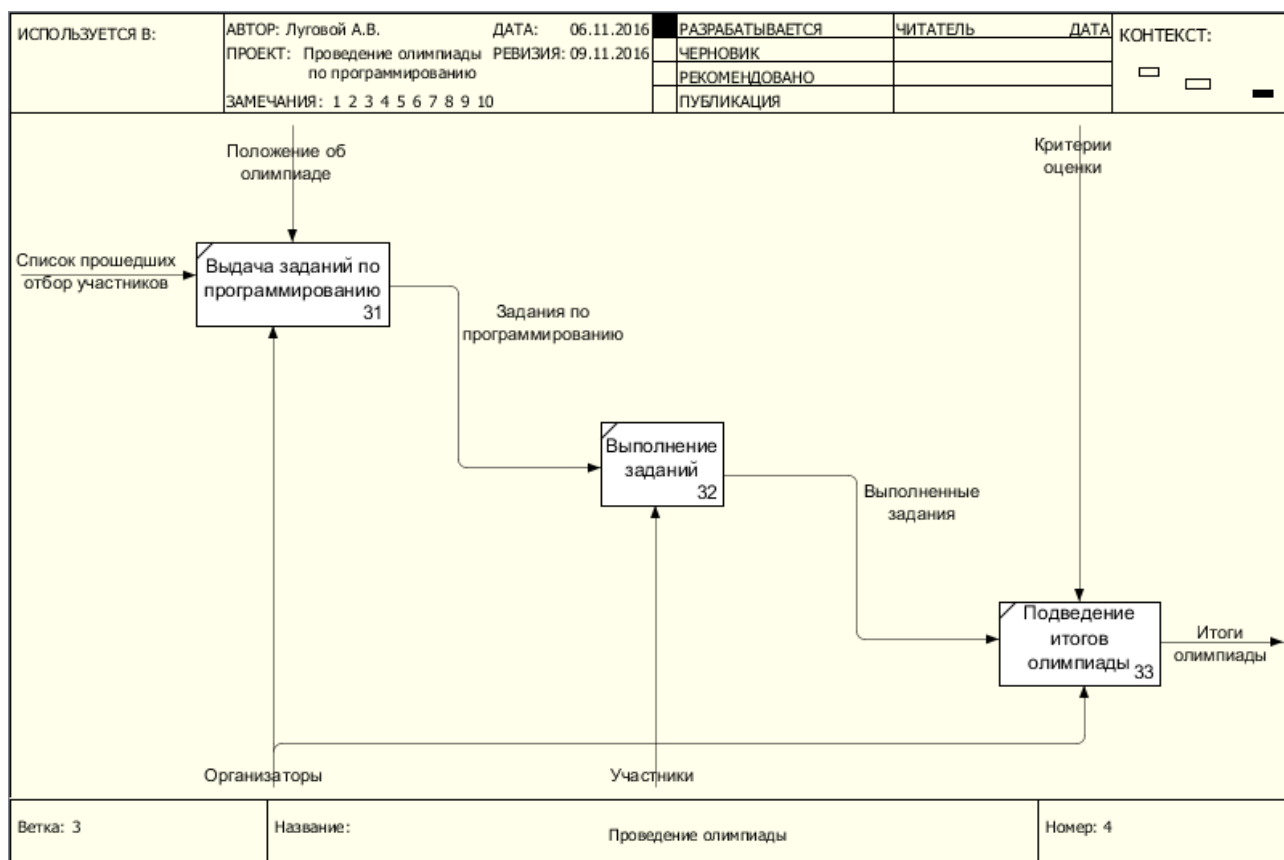 ИСПОЛЬЗУЕТСЯ В:
АВТОР: Луговой А.В.
ДАТА: 06.11.2016
ПРОЕКТ: Проведение олимпиады
по программированию
РЕВИЗИЯ: 09.11.2016
ЗАМЕЧАНИЯ: 1 2 3 4 5 6 7 8 9 10
РАЗРАБАТЫВАЕТСЯ
ЧЕРНОВИК
РЕКОМЕНДОВАНО
ПУБЛИКАЦИЯ
ЧИТАТЕЛЬ
ДАТА
КОНТЕКСТ:
Положение об
олимпиаде
Критерии
оценки
Список прошедших
отбор участников
Выдача заданий по
программированию
31
Задания по
программированию
Выполнение
заданий
32
Выполненные
задания
Подведение
итогов
олимпиады
33
Итоги
олимпиады
Организаторы
Участники
Ветка: 3
Название:
Проведение олимпиады
Номер: 4